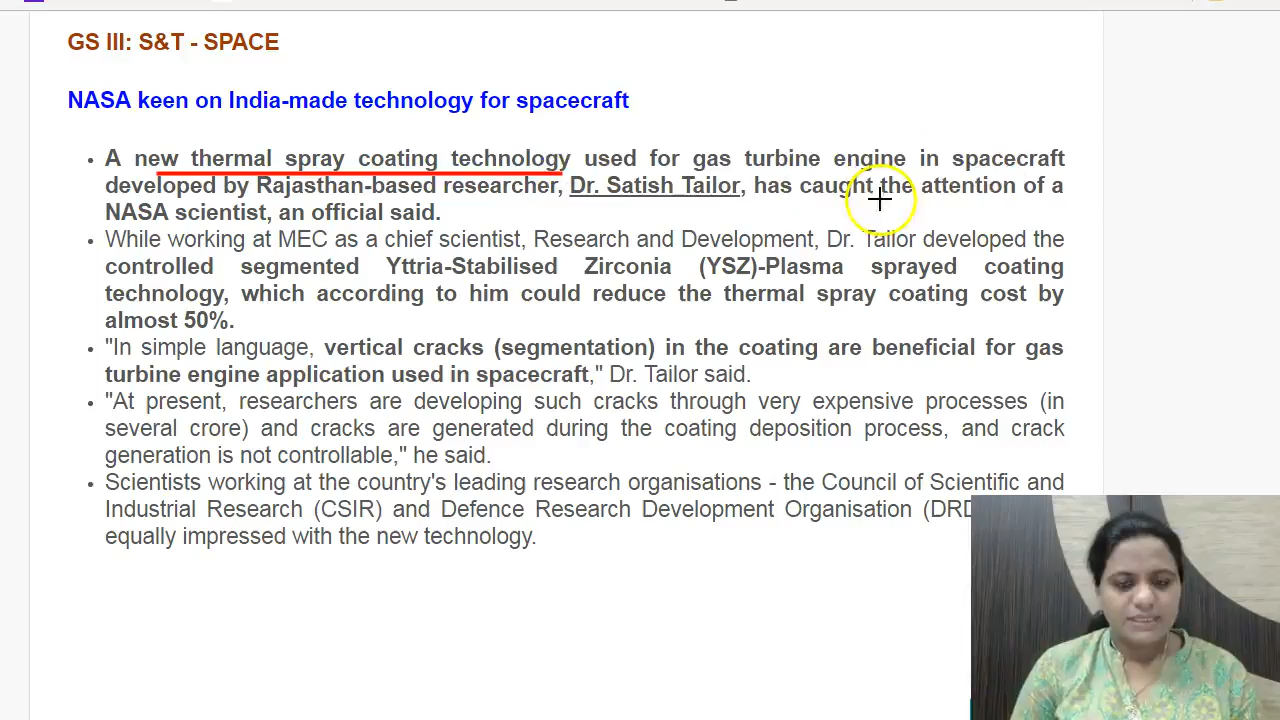 GS III: S&T - SPACE
NASA keen on India-made technology for spacecraft
• A new thermal spray coating technology used for gas turbine engine in spacecraft
developed by Rajasthan-based researcher, Dr. Satish Tailor, has caught the attention of a
NASA scientist, an official said.
• While working at MEC as a chief scientist, Research and Development, Dr. Tailor developed the
controlled segmented Yttria-Stabilised Zirconia (YSZ)-Plasma sprayed coating
technology, which according to him could reduce the thermal spray coating cost by
almost 50%.
• "In simple language, vertical cracks (segmentation) in the coating are beneficial for gas
turbine engine application used in spacecraft," Dr. Tailor said.
• "At present, researchers are developing such cracks through very expensive processes (in
several crore) and cracks are generated during the coating deposition process, and crack
generation is not controllable," he said.
• Scientists working at the country's leading research organisations - the Council of Scientific and
Industrial Research (CSIR) and Defence Research Development Organisation
equally impressed with the new technology.